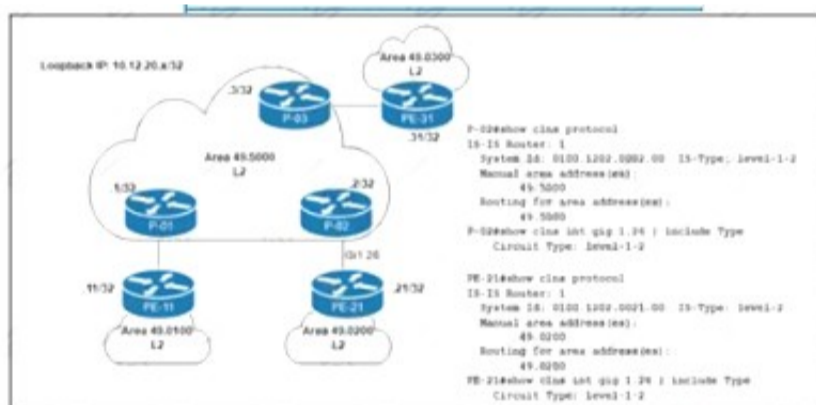 Area 49.0300
L2
Loopback IP: 10.12.20.x/32
.3/32
P-03
PE-31
.31/32
Area 49.5000
L2
.1/32
.2/32
P-01
P-02
11/32
.21/32
PE-11
PE-21
Area 49.0100
L2
Area 49.0200
L2
P-02#show clns protocol
IS-IS Router: 1
System Id: 0100.1202.0002.00 IS-Type: level-1-2
Manual area address(es):
49.5000
Routing for area address(es):
49.5000
P-02#show clns int gig 1.26 | include Type
Circuit Type: level-1-2
PE-21#show clns protocol
IS-IS Router: 1
System Id: 0100.1202.0021.00 IS-Type: level-2
Manual area address(es):
49.0200
Routing for area address(es):
49.0200
PE-21#show clns int gig 1.26 | include Type
Circuit Type: level-1-2